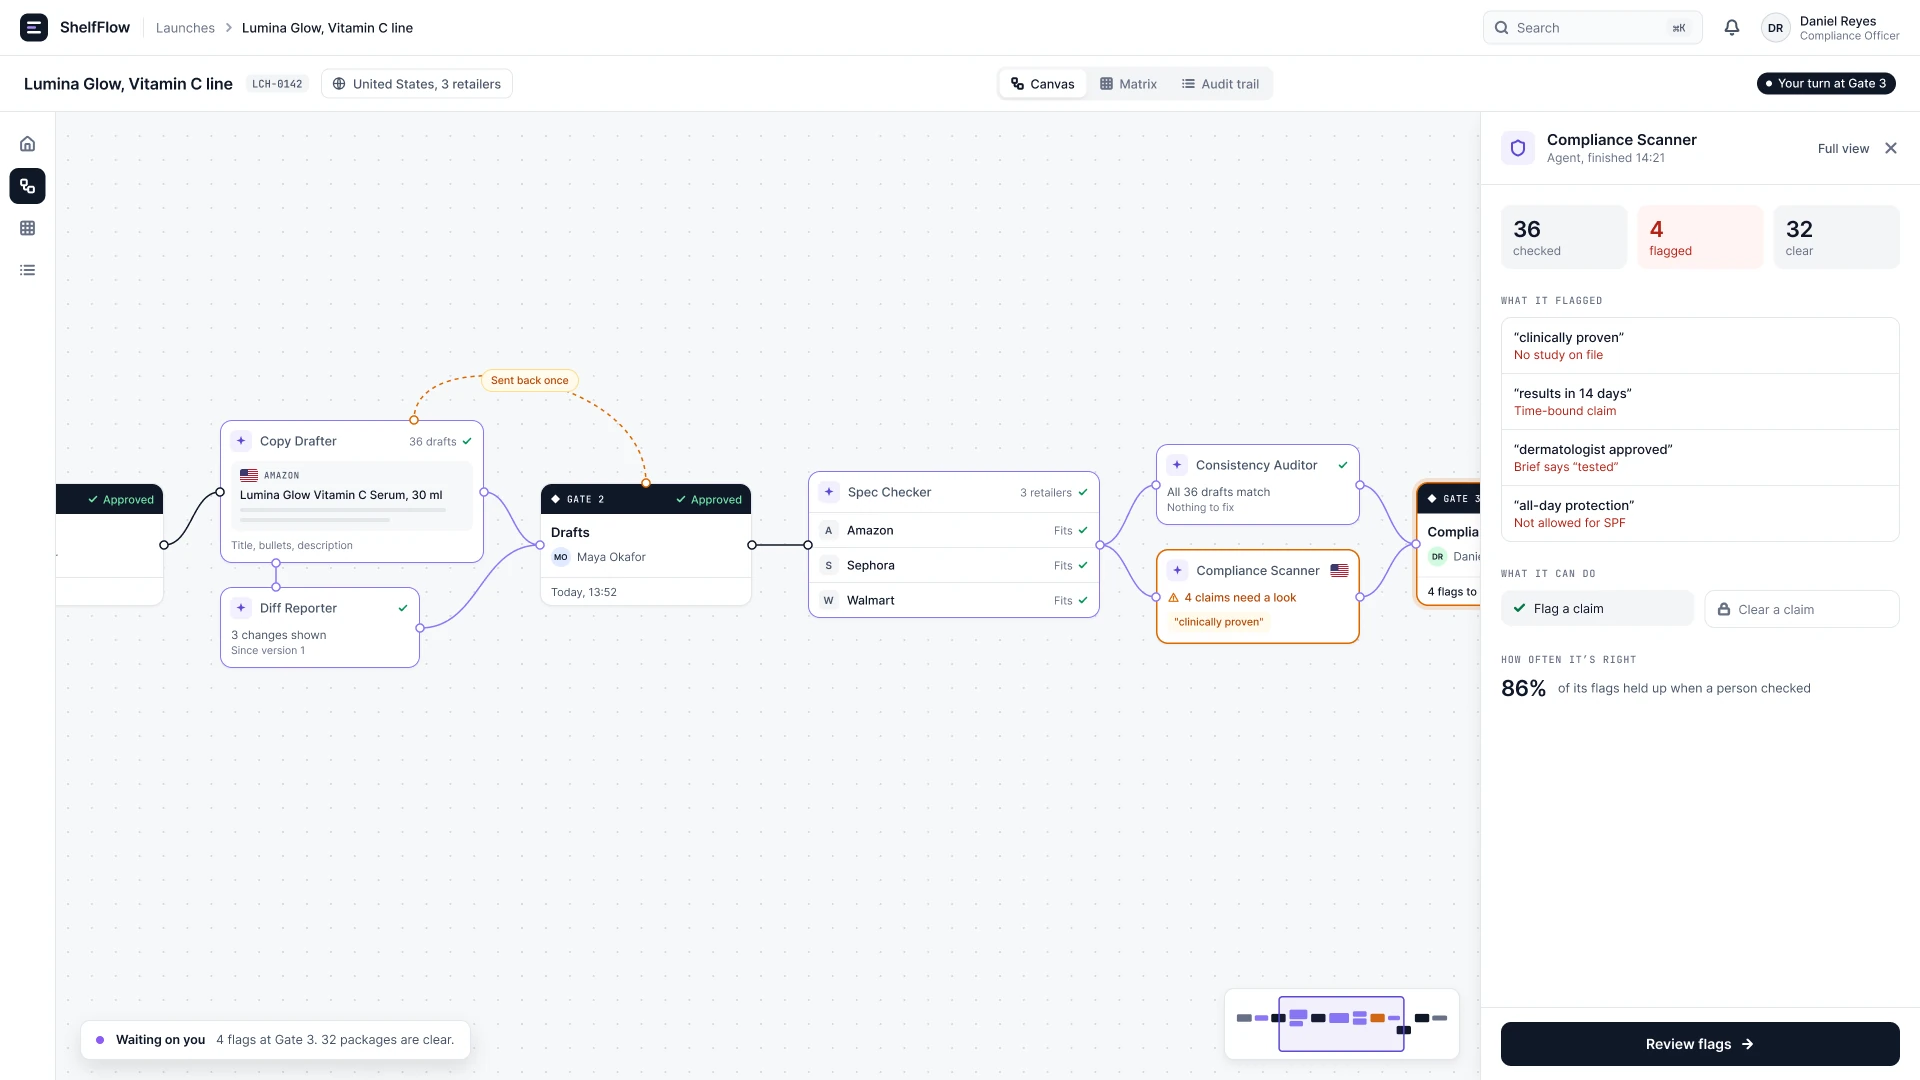 ShelfFlow
Launches
Lumina Glow, Vitamin C line
Search
⌘K
DR
Daniel Reyes
Compliance Officer
Lumina Glow, Vitamin C line
LCH-0142
United States, 3 retailers
Canvas
Matrix
Audit trail
Your turn at Gate 3
Approved
Sent back once
Copy Drafter
36 drafts
AMAZON
Lumina Glow Vitamin C Serum, 30 ml
Title, bullets, description
Diff Reporter
3 changes shown
Since version 1
GATE 2
Approved
Drafts
MO
Maya Okafor
Today, 13:52
Spec Checker
3 retailers
A
Amazon
Fits
S
Sephora
Fits
W
Walmart
Fits
Consistency Auditor
All 36 drafts match
Nothing to fix
Compliance Scanner
4 claims need a look
"clinically proven"
GATE 3
Complia
DR
Danie
4 flags to
Waiting on you
4 flags at Gate 3. 32 packages are clear.
Compliance Scanner
Agent, finished 14:21
Full view
36
checked
4
flagged
32
clear
WHAT IT FLAGGED
“clinically proven”
No study on file
“results in 14 days”
Time-bound claim
“dermatologist approved”
Brief says “tested”
“all-day protection”
Not allowed for SPF
WHAT IT CAN DO
Flag a claim
Clear a claim
HOW OFTEN IT’S RIGHT
86%
of its flags held up when a person checked
Review flags